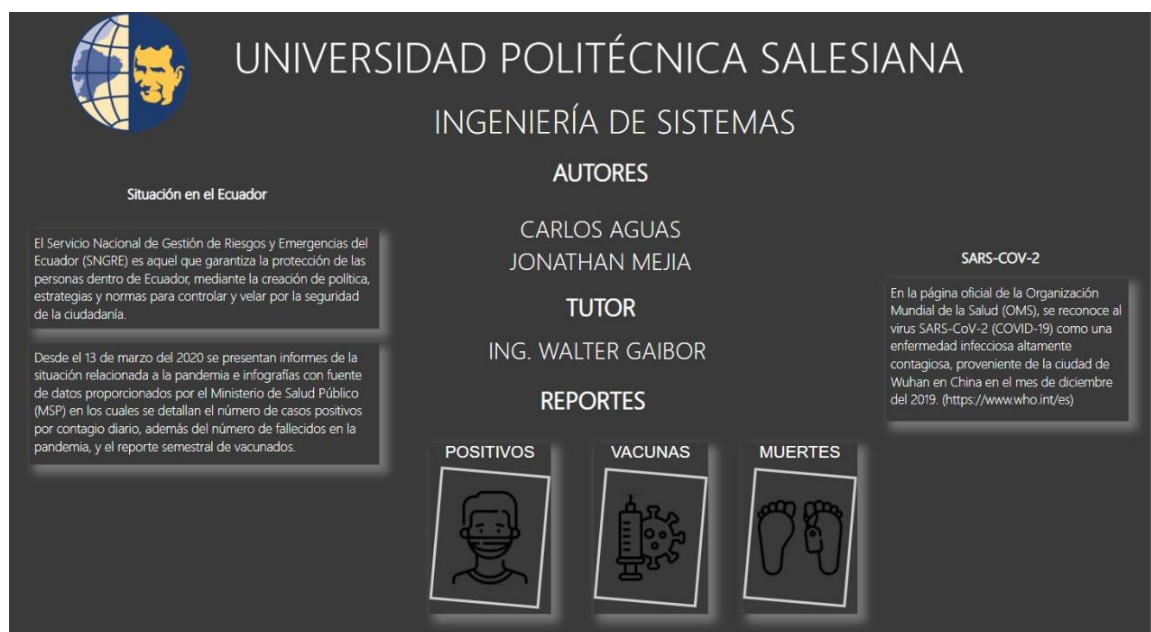 UNIVERSIDAD POLITÉCNICA SALESIANA
INGENIERÍA DE SISTEMAS
AUTORES
CARLOS AGUAS
JONATHAN MEJIA
TUTOR
ING. WALTER GAIBOR
REPORTES
POSITIVOS
VACUNAS
MUERTES
Situación en el Ecuador
El Servicio Nacional de Gestión de Riesgos y Emergencias del
Ecuador (SNGRE) es aquel que garantiza la protección de las
personas dentro de Ecuador, mediante la creación de política,
estrategias y normas para controlar y velar por la seguridad
de la ciudadanía.
Desde el 13 de marzo del 2020 se presentan informes de la
situación relacionada a la pandemia e infografías con fuente
de datos proporcionados por el Ministerio de Salud Público
(MSP) en los cuales se detallan el número de casos positivos
por contagio diario, además del número de fallecidos en la
pandemia, y el reporte semestral de vacunados.
SARS-COV-2
En la página oficial de la Organización
Mundial de la Salud (OMS), se reconoce al
virus SARS-CoV-2 (COVID-19) como una
enfermedad infecciosa altamente
contagiosa, proveniente de la ciudad de
Wuhan en China en el mes de diciembre
del 2019. (https://www.who.int/es)